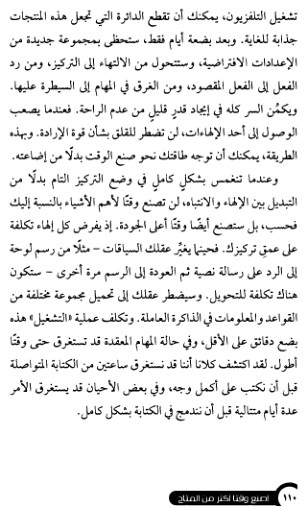 تشغيل التلفزيون، يمكنك أن تقطع الدائرة التي تجعل هذه المنتجات
جذابة للغاية. وبعد بضعة أيام فقط، ستحظى بمجموعة جديدة من
الإعدادات الافتراضية، وستتحول من الالتهاء إلى التركيز، ومن رد
الفعل إلى الفعل المقصود، ومن الغرق في المهام إلى السيطرة عليها.
ويكمُن السر كله في إيجاد قدرٍ قليلٍ من عدم الراحة. فعندما يصعب
الوصول إلى أحد الإلهاءات، لن تضطر للقلق بشأن قوة الإرادة. وبهذه
الطريقة، يمكنك أن توجه طاقتك نحو صنع الوقت بدلًا من إضاعته.
وعندما تنغمس بشكلٍ كاملٍ في وضع التركيز التام بدلًا من
التبديل بين الإلهاء والانتباه، لن تصنع وقتًا لأهم الأشياء بالنسبة إليك
فحسب، بل ستصنع أيضًا وقتًا أعلى الجودة. إذ يفرض كل إلهاء تكلفة
على عمق تركيزك. فحينما يغيِّر عقلك السياقات – مثلًا من رسم لوحة
إلى الرد على رسالة نصية ثم العودة إلى الرسم مرة أخرى – ستكون
هناك تكلفة للتحويل. وسيضطر عقلك إلى تحميل مجموعة مختلفة من
القواعد والمعلومات في الذاكرة العاملة. وتكلف عملية «التشغيل» هذه
بضع دقائق على الأقل، وفي حالة المهام المعقدة قد تستغرق حتى وقتًا
أطول. لقد اكتشف كلانا أننا قد نستغرق ساعتين من الكتابة المتواصلة
قبل أن نكتب على أكمل وجه، وفي بعض الأحيان قد يستغرق الأمر
عدة أيام متتالية قبل أن نندمج في الكتابة بشكل كامل.
١١٠ اصنع وقتا أكثر من المتاح